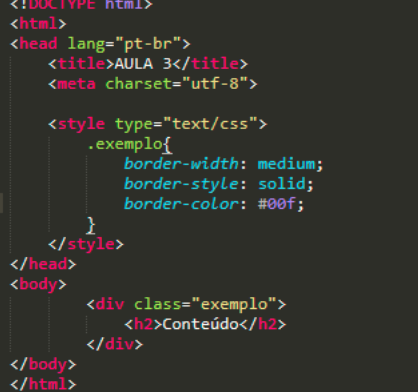 <!DOCTYPE html>
<html>
<head lang="pt-br">
    <title>AULA 3</title>
    <meta charset="utf-8">

    <style type="text/css">
        .exemplo{
            border-width: medium;
            border-style: solid;
            border-color: #00f;
        }
    </style>
</head>
<body>
        <div class="exemplo">
            <h2>Conteúdo</h2>
        </div>
</body>
</html>